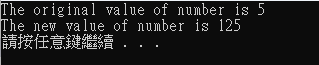 The original value of number is 5
The new value of number is 125
請按任意鍵繼續 . . .